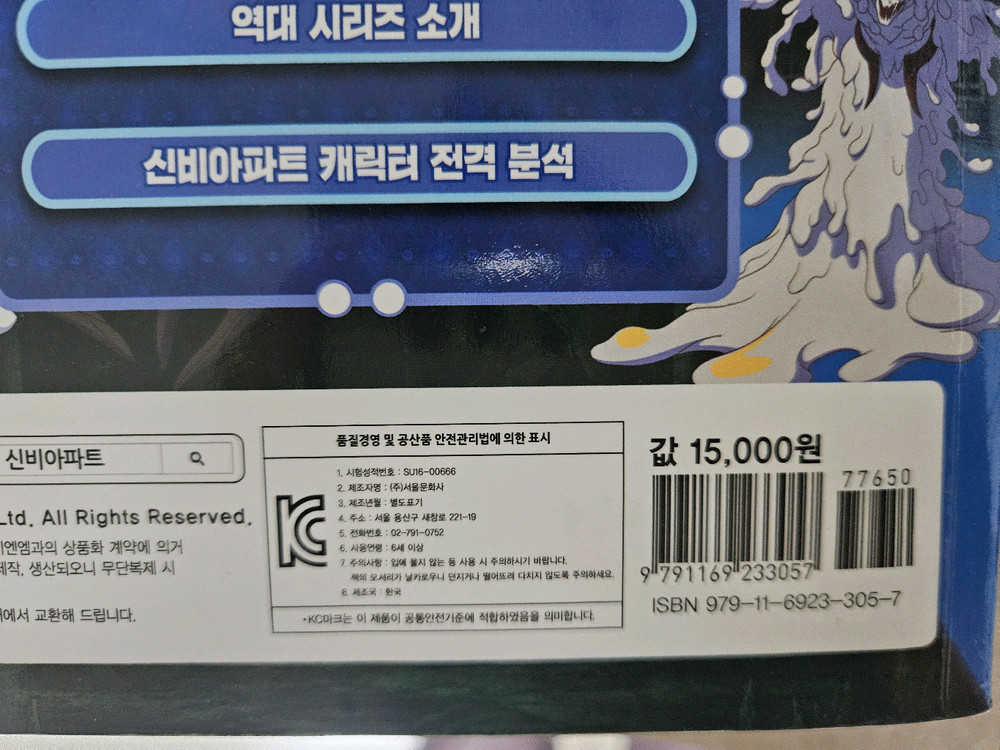 역대 시리즈 소개
신비아파트 캐릭터 전격 분석
신비아파트
Ltd. All Rights Reserved.
이엔엠과의 상품화 계약에 의거
제작, 생산되오니 무단복제 시
에서 교환해 드립니다.
품질경영 및 공산품 안전관리법에 의한 표시
KC
1. 시험성적번호 : SU16-00666
2. 제조자명 : (주)서울문화사
3. 제조년월 : 별도표기
4. 주소 : 서울 용산구 새창로 221-19
5. 전화번호 : 02-791-0752
6. 사용연령 : 6세 이상
7. 주의사항 : 입에 물지 않는 등 사용 시 주의하시기 바랍니다.
책의 모서리가 날카로우니 던지거나 떨어뜨려 다치지 않도록 주의하세요.
8. 제조국 : 한국
*KC마크는 이 제품이 공통안전기준에 적합하였음을 의미합니다.
값 15,000원
77650
9 791169 233057
ISBN 979-11-6923-305-7